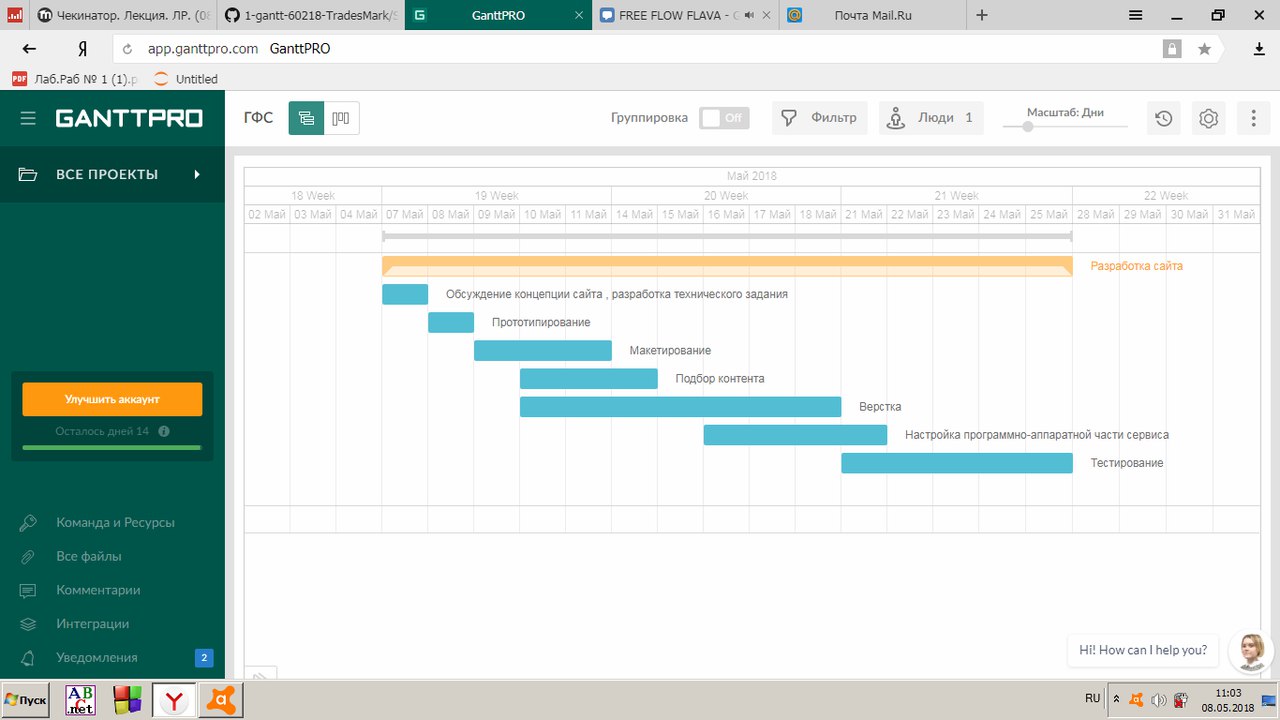 Чекинатор. Лекция. ЛР. (08
1-gantt-60218-TradesMark/S
GanttPRO
FREE FLOW FLAVA - G
Почта Mail.Ru
Я app.ganttpro.com GanttPRO
PDF Лаб.Раб № 1 (1).p
Untitled
GANTTPRO
ГФС
Группировка Off
Фильтр
Люди 1
Масштаб: Дни
ВСЕ ПРОЕКТЫ
Май 2018
18 Week 19 Week 20 Week 21 Week 22 Week
02 Май 03 Май 04 Май 07 Май 08 Май 09 Май 10 Май 11 Май 14 Май 15 Май 16 Май 17 Май 18 Май 21 Май 22 Май 23 Май 24 Май 25 Май 28 Май 29 Май 30 Май 31 Май
Разработка сайта
Обсуждение концепции сайта , разработка технического задания
Прототипирование
Макетирование
Подбор контента
Верстка
Настройка программно-аппаратной части сервиса
Тестирование
Улучшить аккаунт
Осталось дней 14
Команда и Ресурсы
Все файлы
Комментарии
Интеграции
Уведомления 2
Hi! How can I help you?
Пуск
ABC .net
RU
11:03
08.05.2018